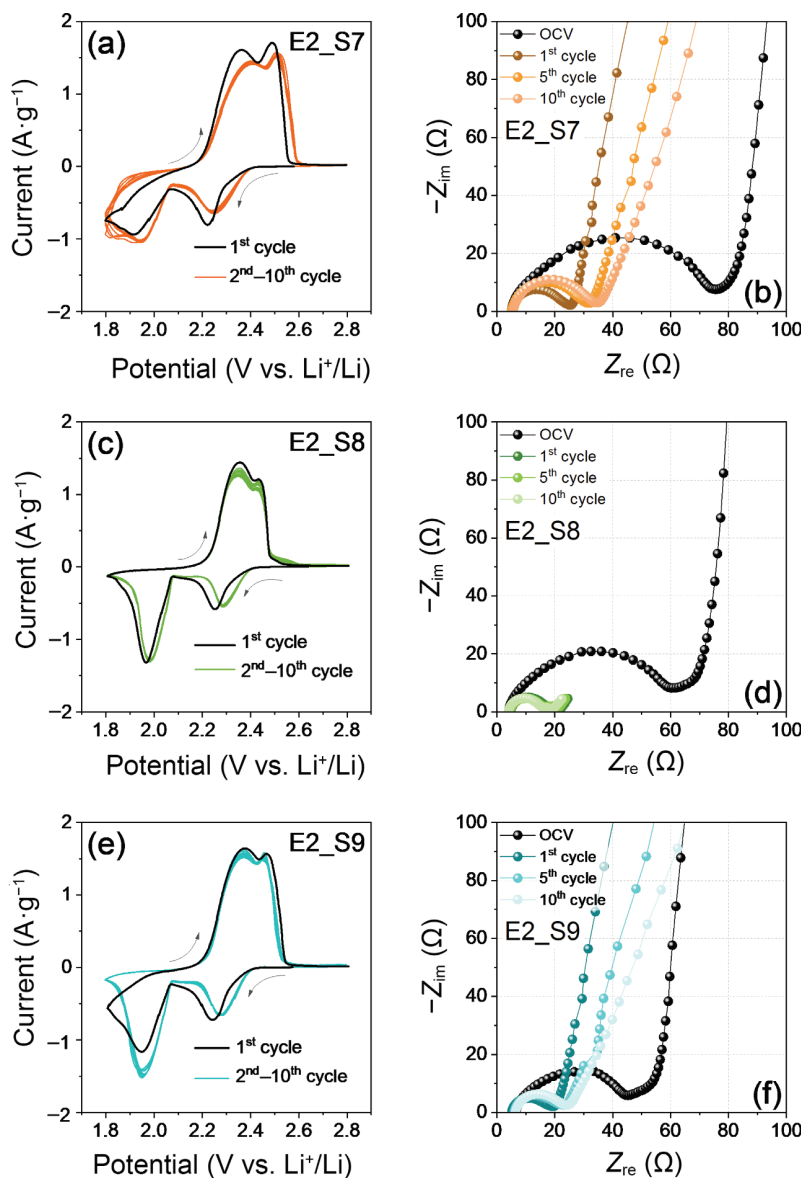 (a) E2_S7
2
1
0
−1
−2
1.8 2.0 2.2 2.4 2.6 2.8
Current (A·g⁻¹)
Potential (V vs. Li⁺/Li)
1ˢᵗ cycle
2ⁿᵈ–10ᵗʰ cycle
OCV
1ˢᵗ cycle
5ᵗʰ cycle
10ᵗʰ cycle
E2_S7
(b)
100
80
60
40
20
0
0 20 40 60 80 100
−Z_im (Ω)
Z_re (Ω)
(c) E2_S8
2
1
0
−1
−2
1.8 2.0 2.2 2.4 2.6 2.8
Current (A·g⁻¹)
Potential (V vs. Li⁺/Li)
1ˢᵗ cycle
2ⁿᵈ–10ᵗʰ cycle
OCV
1ˢᵗ cycle
5ᵗʰ cycle
10ᵗʰ cycle
E2_S8
(d)
100
80
60
40
20
0
0 20 40 60 80 100
−Z_im (Ω)
Z_re (Ω)
(e) E2_S9
2
1
0
−1
−2
1.8 2.0 2.2 2.4 2.6 2.8
Current (A·g⁻¹)
Potential (V vs. Li⁺/Li)
1ˢᵗ cycle
2ⁿᵈ–10ᵗʰ cycle
OCV
1ˢᵗ cycle
5ᵗʰ cycle
10ᵗʰ cycle
E2_S9
(f)
100
80
60
40
20
0
0 20 40 60 80 100
−Z_im (Ω)
Z_re (Ω)